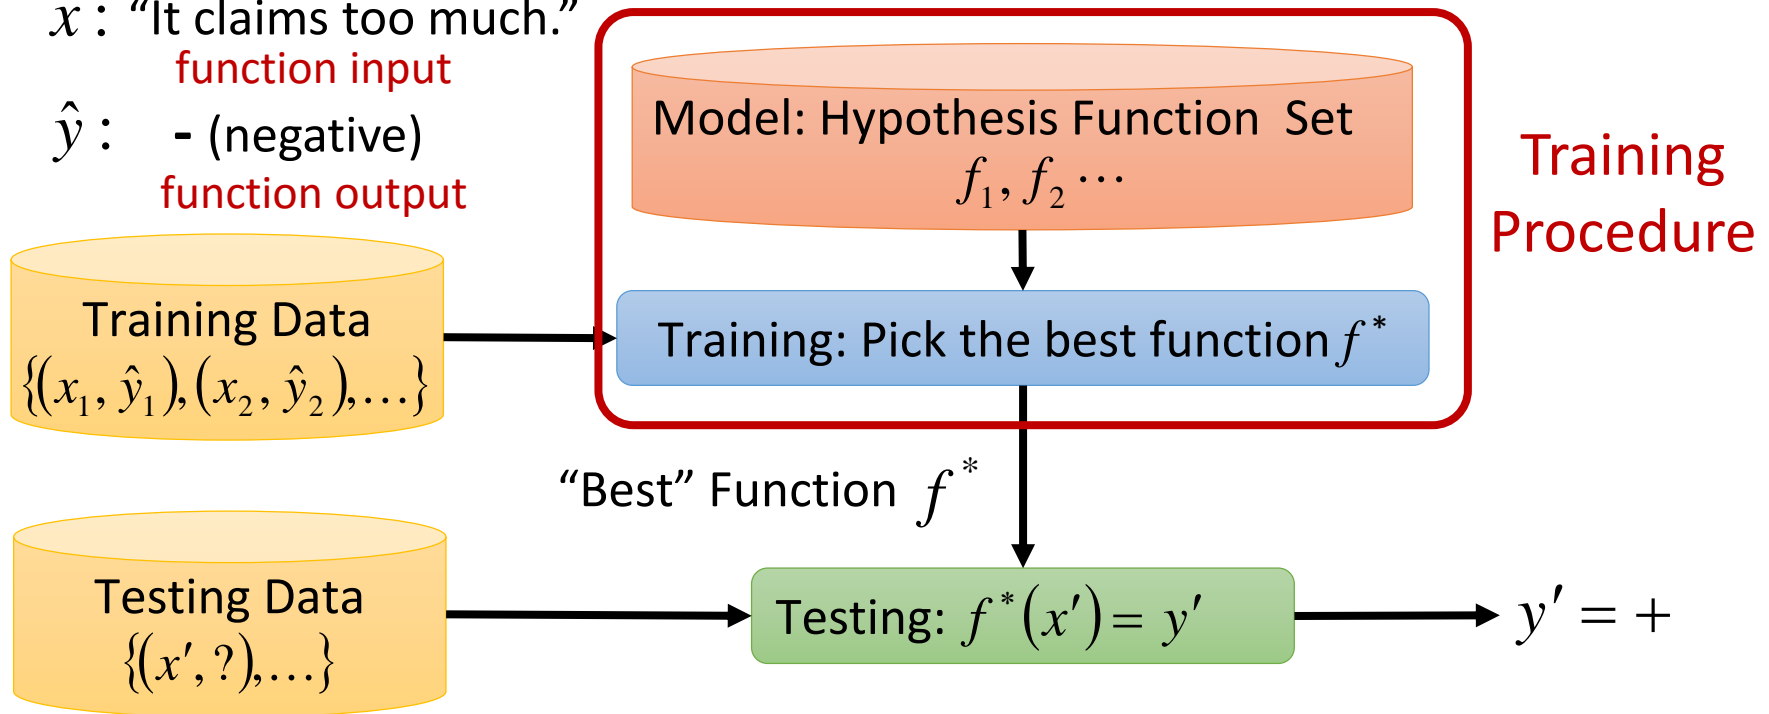 x : “It claims too much.”
function input
ŷ : - (negative)
function output
Model: Hypothesis Function Set
f₁, f₂ ⋯
Training
Procedure
Training Data
{(x₁, ŷ₁), (x₂, ŷ₂), …}
Training: Pick the best function f*
“Best” Function f*
Testing Data
{(x′, ?), …}
Testing: f*(x′) = y′
y′ = +